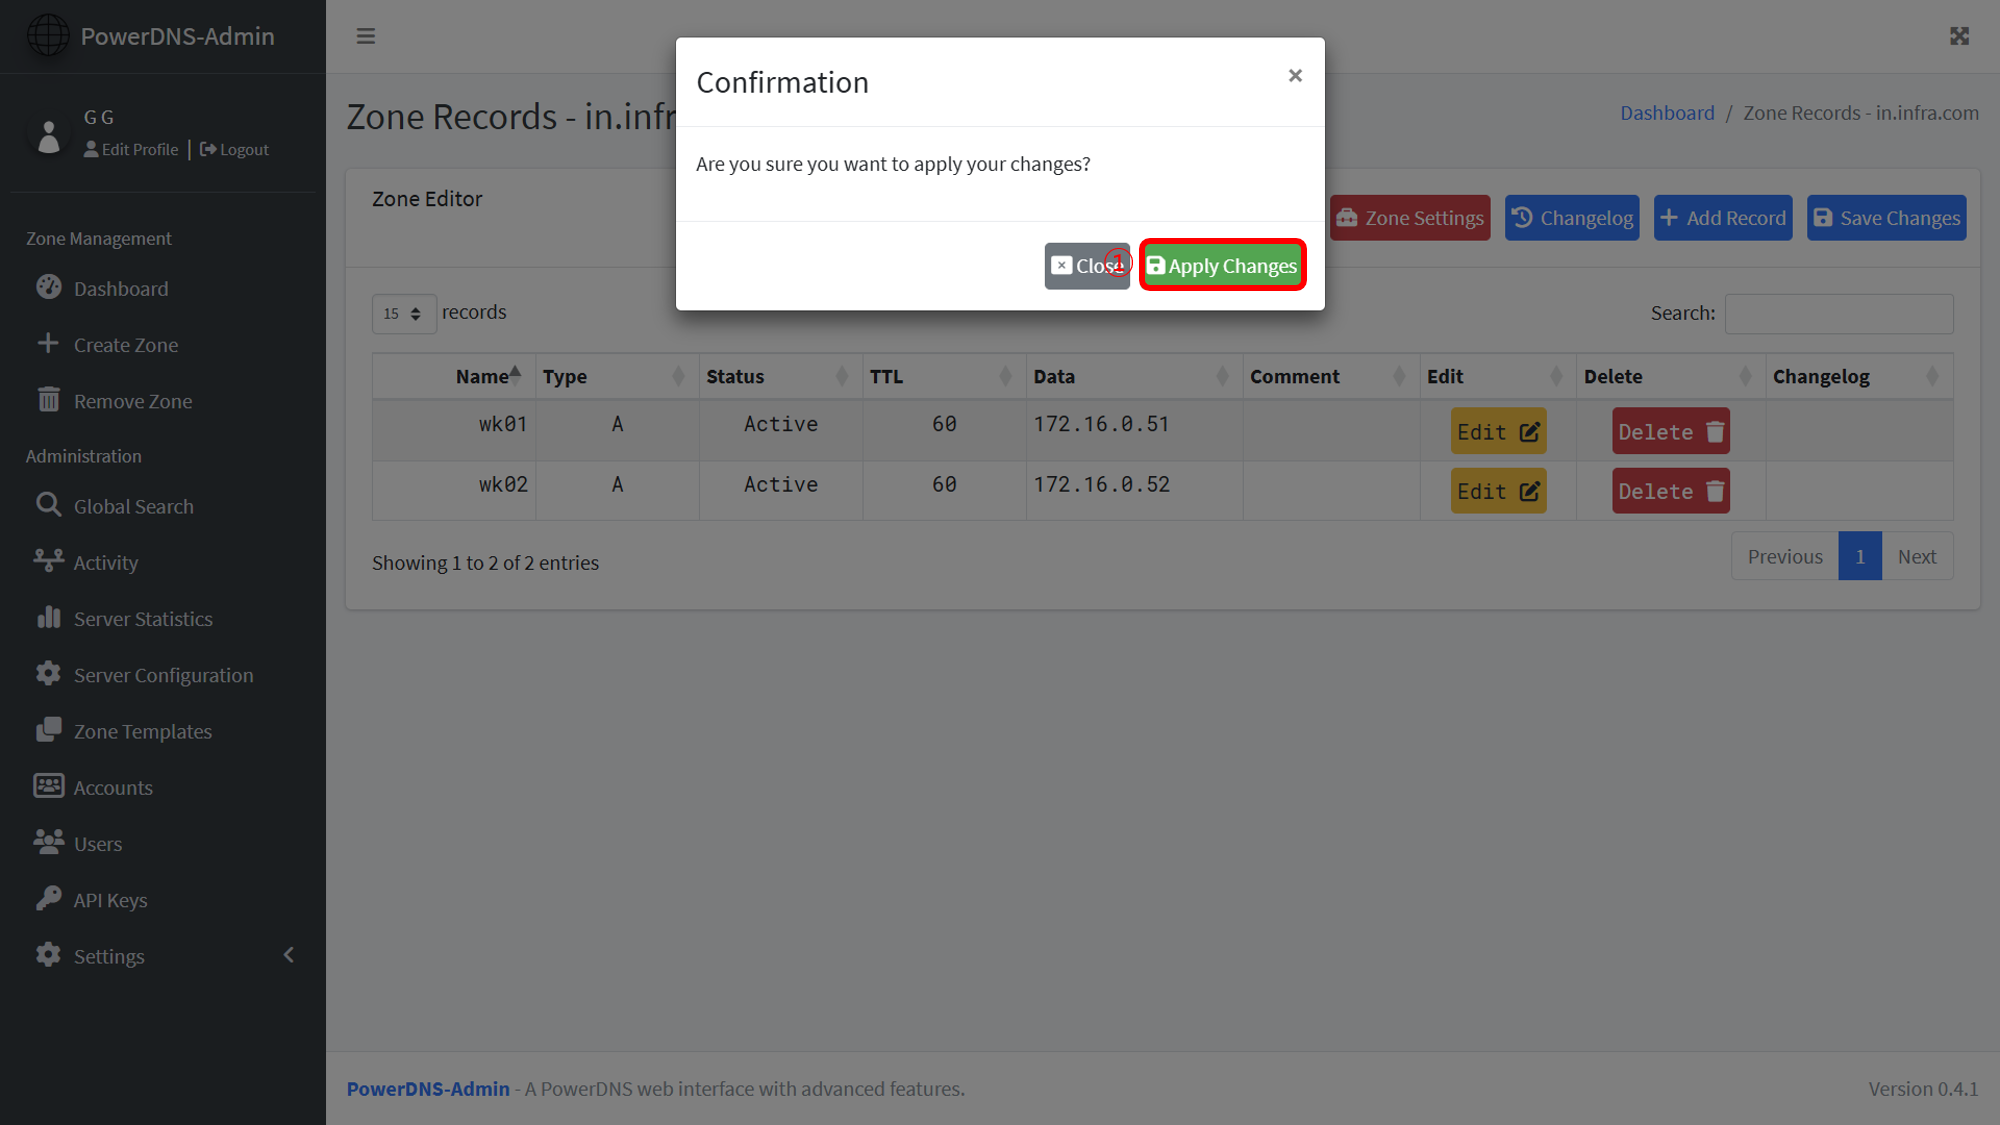 PowerDNS-Admin
G G
Edit Profile | Logout
Zone Management
Dashboard
Create Zone
Remove Zone
Administration
Global Search
Activity
Server Statistics
Server Configuration
Zone Templates
Accounts
Users
API Keys
Settings
Zone Records - in.infr
Dashboard / Zone Records - in.infra.com
Confirmation
×
Are you sure you want to apply your changes?
Close
①
Apply Changes
Zone Editor
Zone Settings
Changelog
Add Record
Save Changes
15 records
Search:
Name Type Status TTL Data Comment Edit Delete Changelog
wk01 A Active 60 172.16.0.51 Edit Delete
wk02 A Active 60 172.16.0.52 Edit Delete
Showing 1 to 2 of 2 entries
Previous 1 Next
PowerDNS-Admin - A PowerDNS web interface with advanced features.
Version 0.4.1